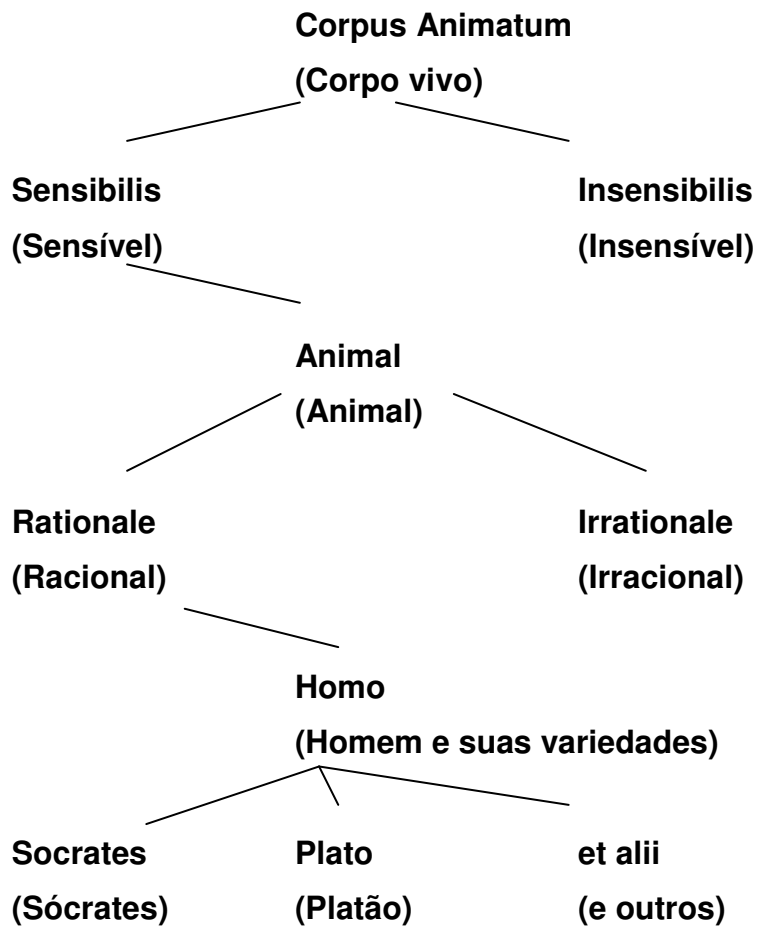 Corpus Animatum
(Corpo vivo)
Sensibilis
(Sensível)
Insensibilis
(Insensível)
Animal
(Animal)
Rationale
(Racional)
Irrationale
(Irracional)
Homo
(Homem e suas variedades)
Socrates
(Sócrates)
Plato
(Platão)
et alii
(e outros)